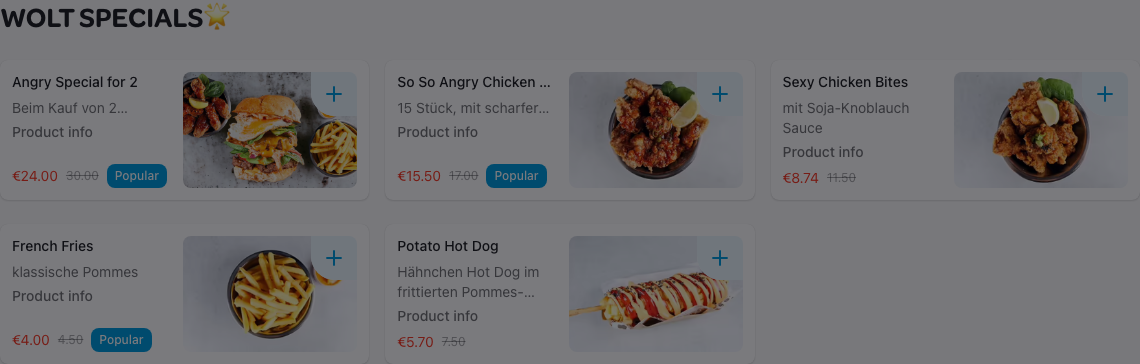 WOLT SPECIALS🌟
Angry Special for 2
Beim Kauf von 2...
Product info
€24.00 30.00 Popular
So So Angry Chicken ...
15 Stück, mit scharfer...
Product info
€15.50 17.00 Popular
Sexy Chicken Bites
mit Soja-Knoblauch
Sauce
Product info
€8.74 11.50
French Fries
klassische Pommes
Product info
€4.00 4.50 Popular
Potato Hot Dog
Hähnchen Hot Dog im
frittierten Pommes-...
Product info
€5.70 7.50